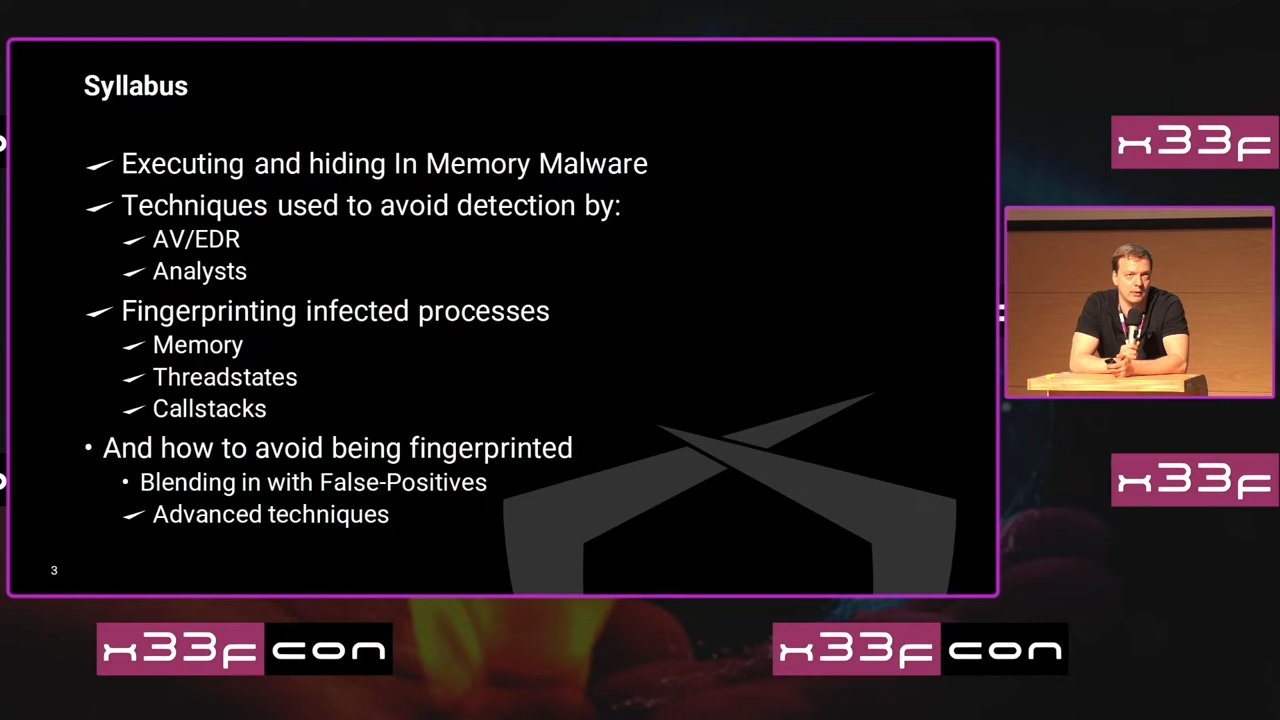 Syllabus
Executing and hiding In Memory Malware
Techniques used to avoid detection by:
AV/EDR
Analysts
Fingerprinting infected processes
Memory
Threadstates
Callstacks
• And how to avoid being fingerprinted
• Blending in with False-Positives
Advanced techniques
3
x33f
x33f
x33fcon
x33fcon